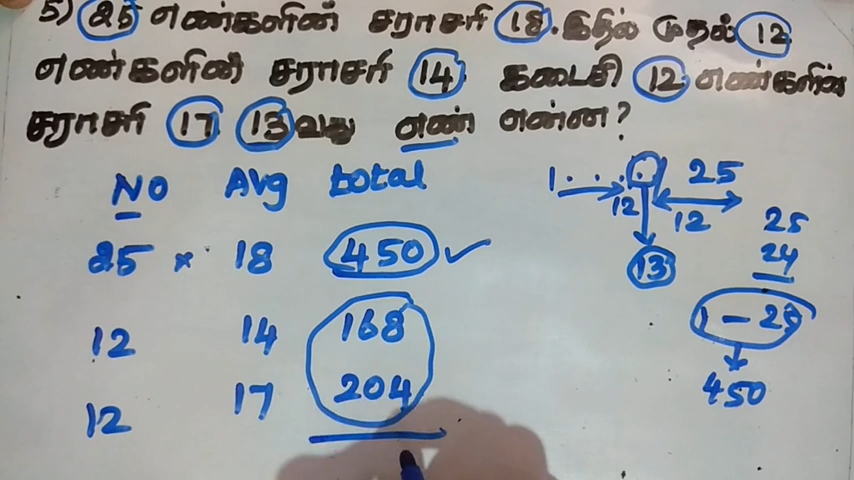 5) 25 எண்களின் சராசரி 18. இதில் முதல் 12
எண்களின் சராசரி 14. கடைசி 12 எண்களின்
சராசரி 17 13வது எண் என்ன?
No Avg total
25 × 18 450 ✓
12 14 168
12 17 204
1 . . . . 25
12 12
13
25
24
1 - 25
450